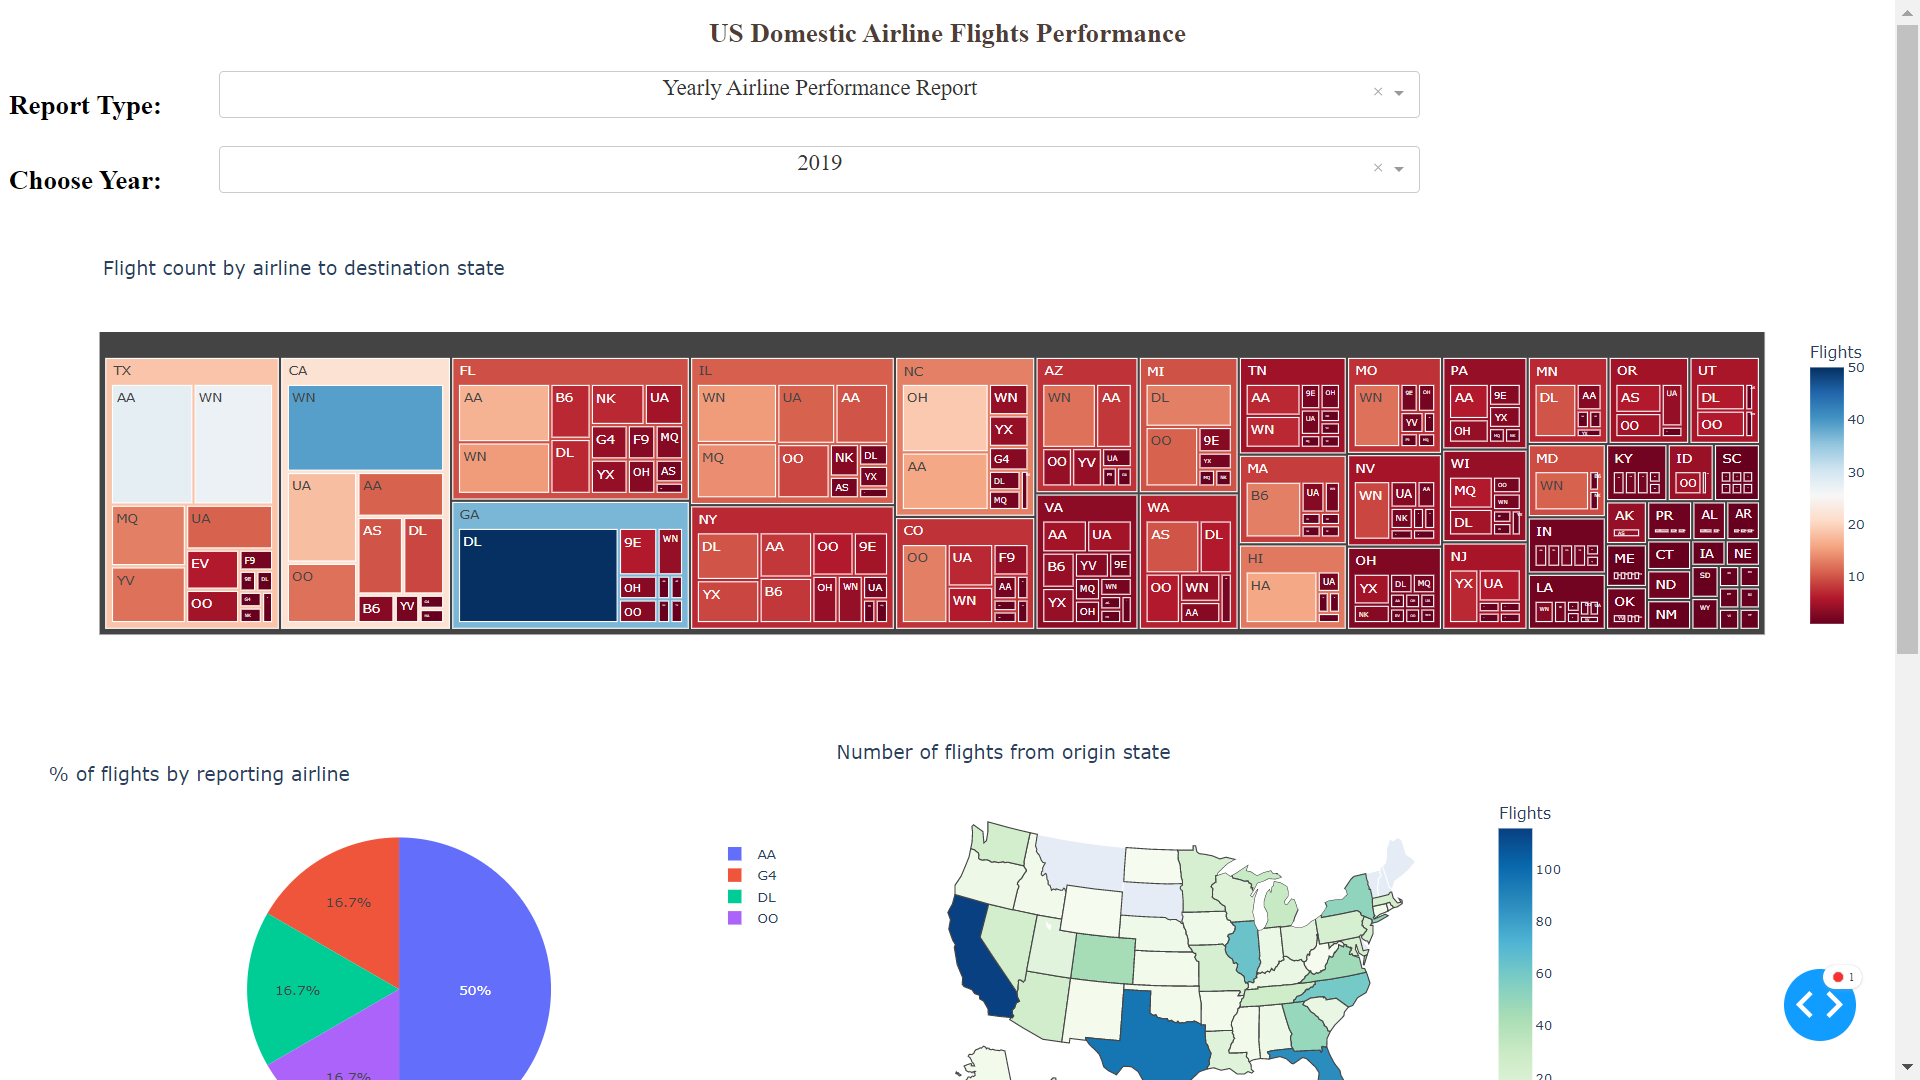 US Domestic Airline Flights Performance
Report Type:
Yearly Airline Performance Report
×
Choose Year:
2019
×
Flight count by airline to destination state
Flights
50
40
30
20
10
TX
AA
WN
MQ
UA
YV
EV
F9
9E
DL
OO
NK
CA
WN
UA
AA
AS
DL
OO
B6
YV
FL
AA
B6
NK
UA
G4
F9
MQ
WN
DL
YX
OH
AS
GA
DL
9E
WN
OH
OO
IL
WN
UA
AA
MQ
OO
NK
DL
YX
AS
NY
DL
AA
OO
9E
YX
B6
OH
WN
UA
NC
OH
WN
YX
AA
G4
DL
MQ
CO
OO
UA
F9
AA
WN
AZ
WN
AA
OO
YV
UA
VA
AA
UA
B6
YV
9E
YX
MQ
WN
OH
MI
DL
OO
9E
YX
WA
AS
DL
OO
WN
AA
TN
AA
9E
OH
WN
UA
MA
B6
UA
HI
HA
UA
MO
WN
9E
OH
YV
NV
WN
UA
AA
NK
OH
YX
DL
MQ
NK
PA
AA
9E
YX
OH
WI
MQ
OO
WN
DL
NJ
YX
UA
MN
DL
AA
MD
WN
IN
LA
WN
OR
AS
UA
OO
UT
DL
OO
KY
ID
OO
SC
AK
AS
PR
AL
AR
ME
CT
IA
NE
ND
SD
OK
NM
WY
% of flights by reporting airline
16.7%
16.7%
50%
16.7%
AA
G4
DL
OO
Number of flights from origin state
Flights
100
80
60
40
20
1